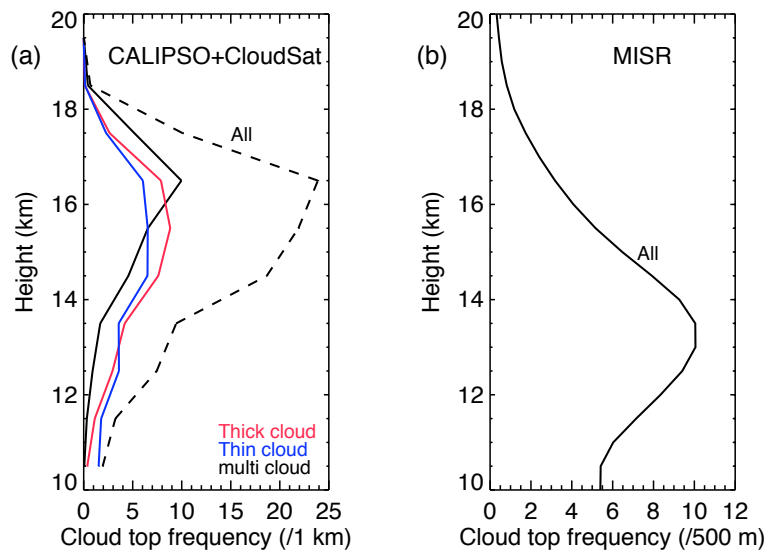 (a)
CALIPSO+CloudSat
20
18
16
14
12
10
Height (km)
All
Thick cloud
Thin cloud
multi cloud
0 5 10 15 20 25
Cloud top frequency (/1 km)
(b)
MISR
20
18
16
14
12
10
Height (km)
All
0 2 4 6 8 10 12
Cloud top frequency (/500 m)